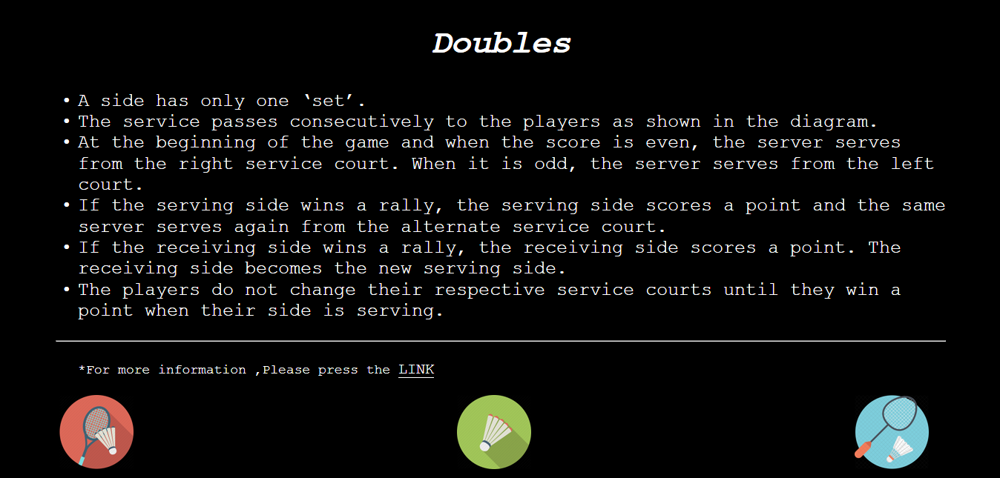 Doubles
• A side has only one ‘set’.
• The service passes consecutively to the players as shown in the diagram.
• At the beginning of the game and when the score is even, the server serves
from the right service court. When it is odd, the server serves from the left
court.
• If the serving side wins a rally, the serving side scores a point and the same
server serves again from the alternate service court.
• If the receiving side wins a rally, the receiving side scores a point. The
receiving side becomes the new serving side.
• The players do not change their respective service courts until they win a
point when their side is serving.
*For more information ,Please press the LINK